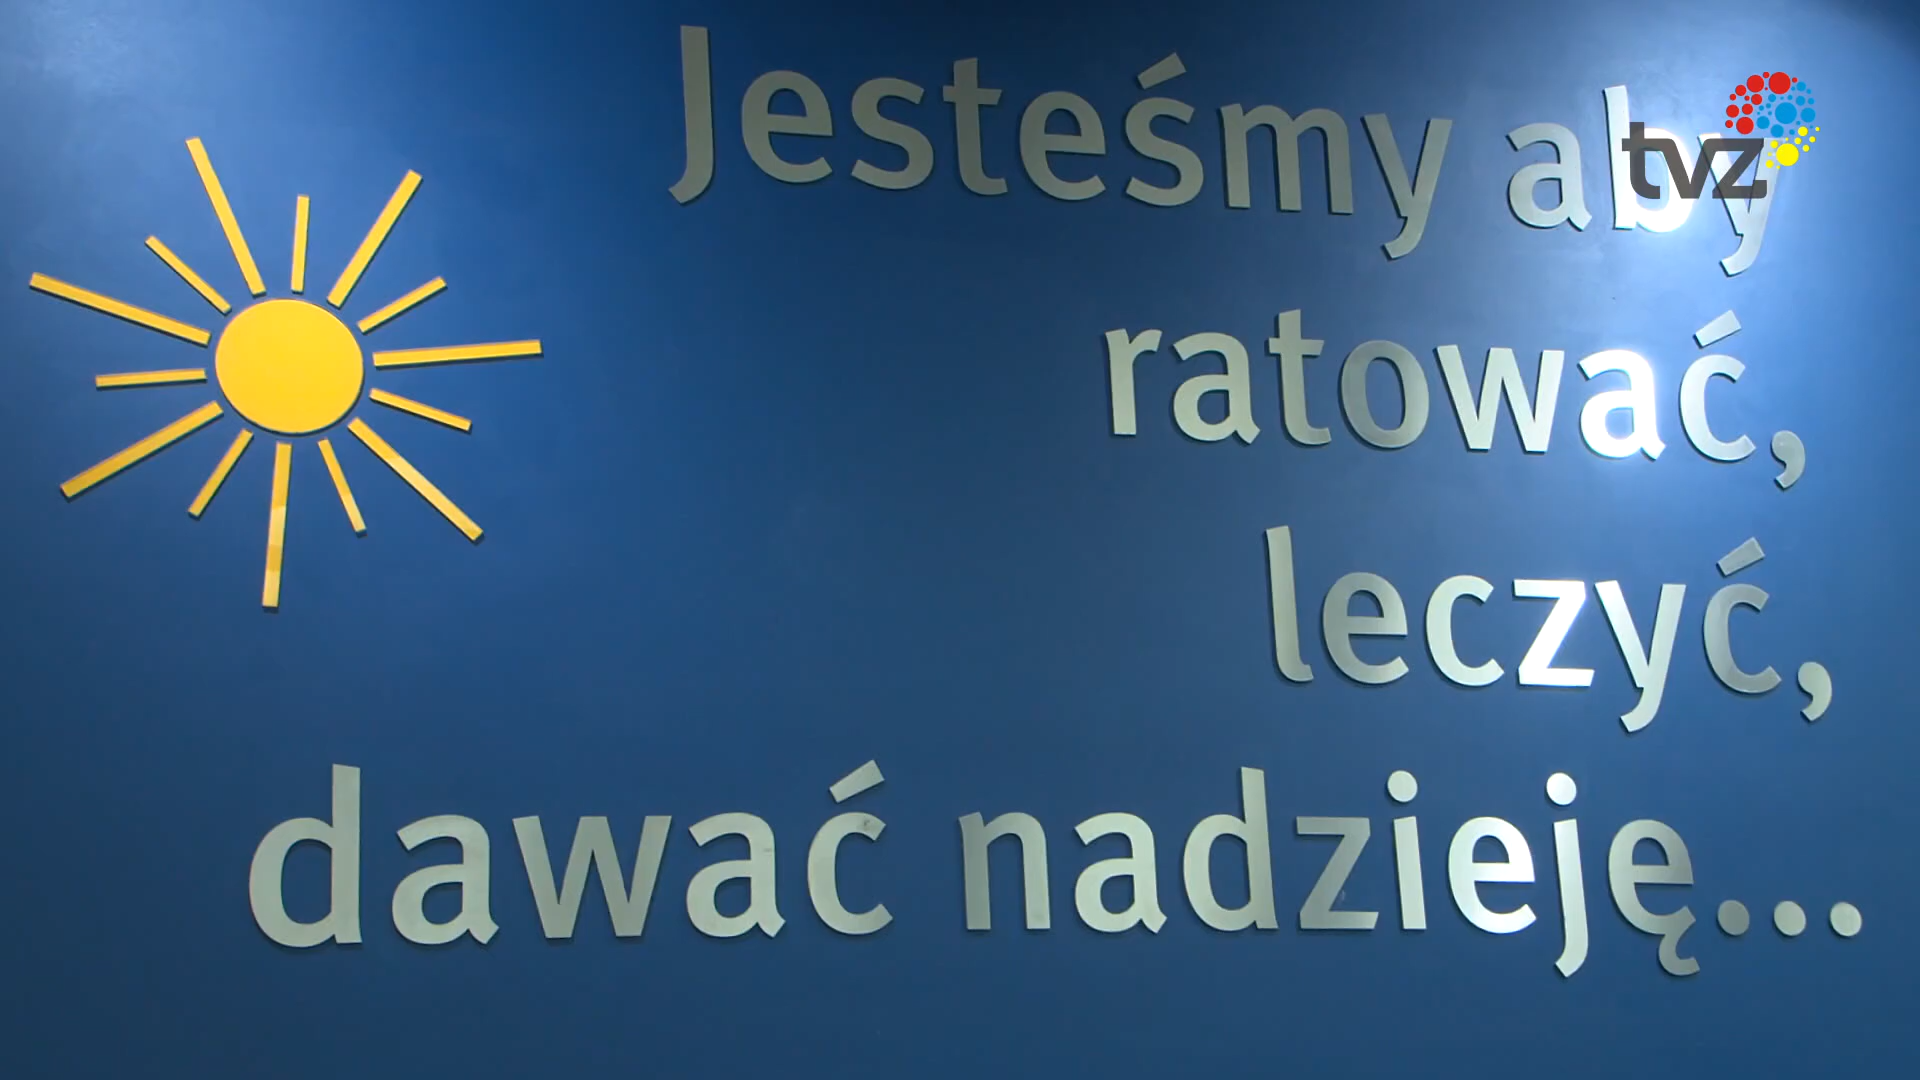 Jesteśmy aby
tvz
ratować,
leczyć,
dawać nadzieję...